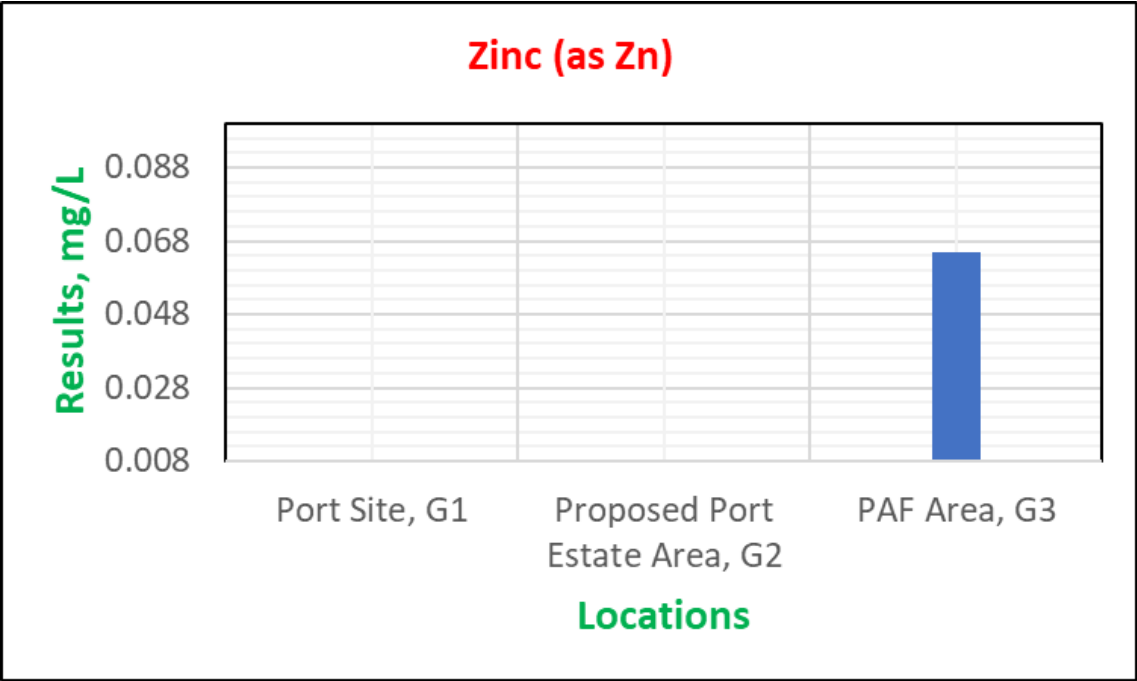 Zinc (as Zn)
Results, mg/L
0.088
0.068
0.048
0.028
0.008
Port Site, G1
Proposed Port
Estate Area, G2
PAF Area, G3
Locations